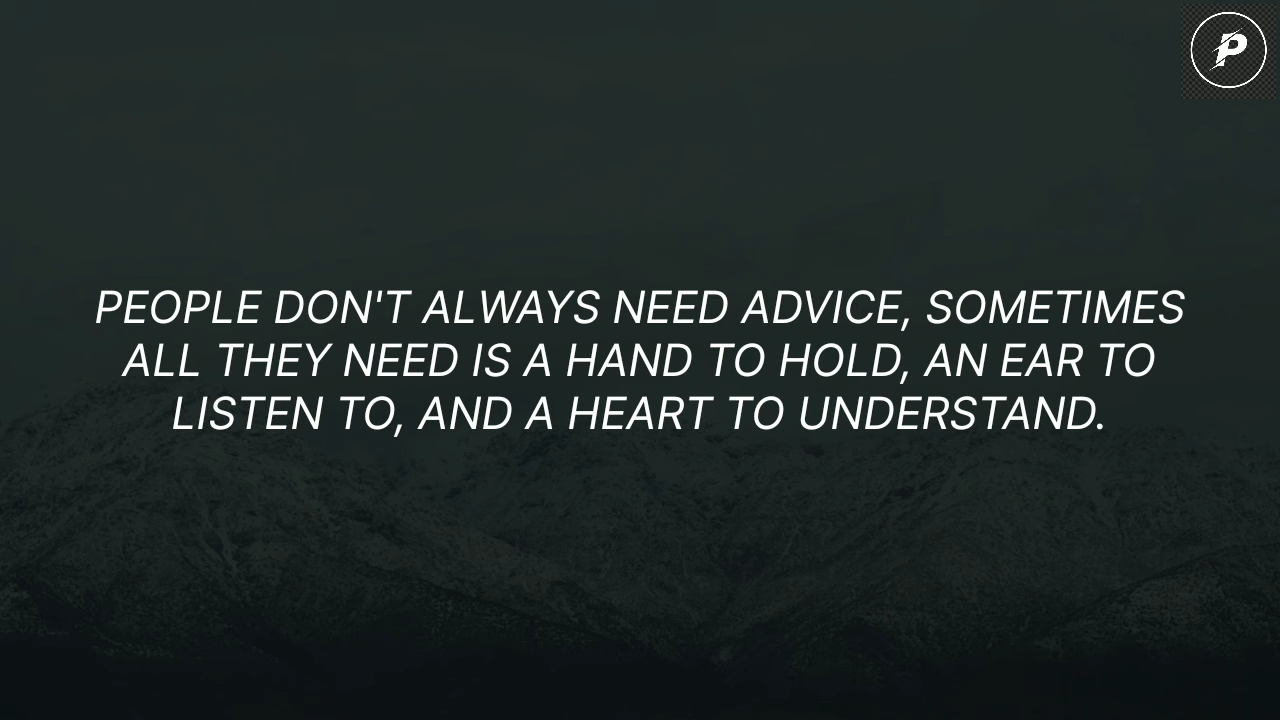 P
PEOPLE DON'T ALWAYS NEED ADVICE, SOMETIMES
ALL THEY NEED IS A HAND TO HOLD, AN EAR TO
LISTEN TO, AND A HEART TO UNDERSTAND.